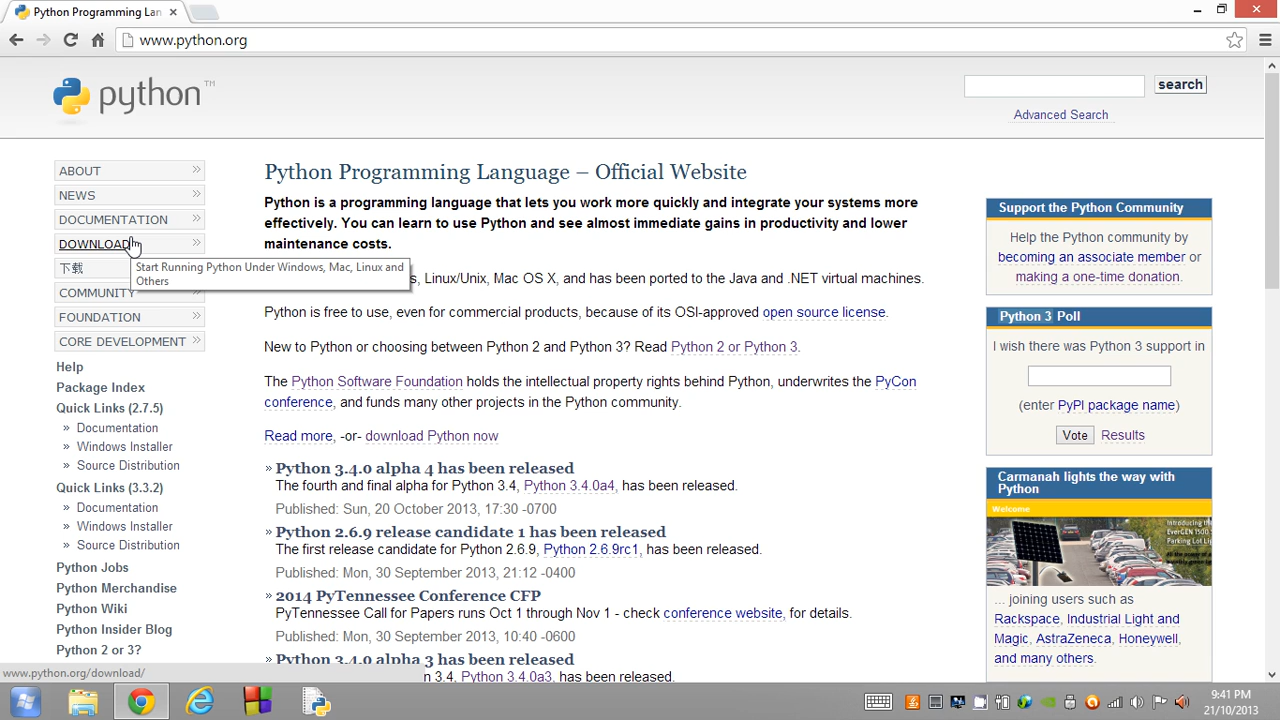 Python Programming Lan
www.python.org
python™
search
Advanced Search
ABOUT
NEWS
DOCUMENTATION
DOWNLOAD
下载
COMMUNITY
FOUNDATION
CORE DEVELOPMENT
Help
Package Index
Quick Links (2.7.5)
» Documentation
» Windows Installer
» Source Distribution
Quick Links (3.3.2)
» Documentation
» Windows Installer
» Source Distribution
Python Jobs
Python Merchandise
Python Wiki
Python Insider Blog
Python 2 or 3?
Start Running Python Under Windows, Mac, Linux and
Others
Python Programming Language – Official Website
Python is a programming language that lets you work more quickly and integrate your systems more
effectively. You can learn to use Python and see almost immediate gains in productivity and lower
maintenance costs.
s, Linux/Unix, Mac OS X, and has been ported to the Java and .NET virtual machines.
Python is free to use, even for commercial products, because of its OSI-approved open source license.
New to Python or choosing between Python 2 and Python 3? Read Python 2 or Python 3.
The Python Software Foundation holds the intellectual property rights behind Python, underwrites the PyCon
conference, and funds many other projects in the Python community.
Read more, -or- download Python now
» Python 3.4.0 alpha 4 has been released
The fourth and finalpha for Python 3.4, Python 3.4.0a4, has been released.
Published: Sun, 20 October 2013, 17:30 -0700
» Python 2.6.9 release candidate 1 has been released
The first release candidate for Python 2.6.9, Python 2.6.9rc1, has been released.
Published: Mon, 30 September 2013, 21:12 -0400
» 2014 PyTennessee Conference CFP
PyTennessee Call for Papers runs Oct 1 through Nov 1 - check conference website, for details.
Published: Mon, 30 September 2013, 10:40 -0600
» Python 3.4.0 alpha 3 has been released
n 3.4, Python 3.4.0a3, has been released.
Support the Python Community
Help the Python community by
becoming an associate member or
making a one-time donation.
Python 3 Poll
I wish there was Python 3 support in
(enter PyPI package name)
Vote Results
Carmanah lights the way with
Python
Welcome
Introducing the
EverGEN 1500
Parking Lot
... joining users such as
Rackspace, Industrial Light and
Magic, AstraZeneca, Honeywell,
and many others.
www.python.org/download/
9:41 PM
21/10/2013